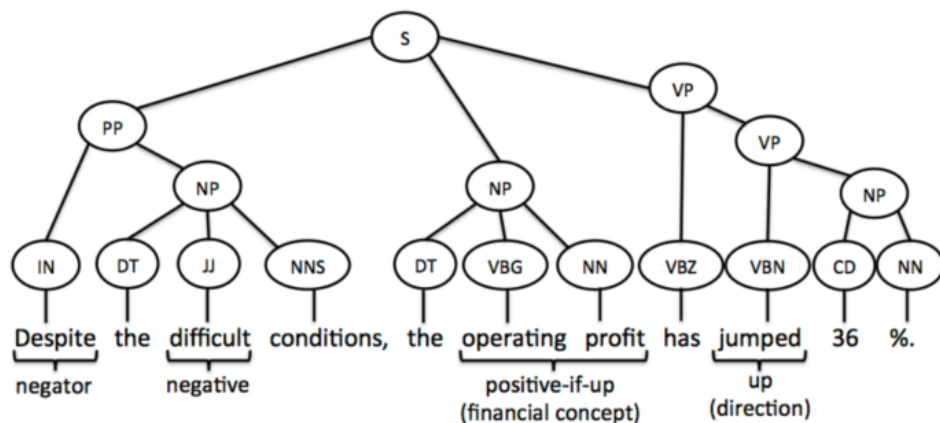 S
VP
PP
VP
NP
NP
NP
IN
DT
JJ
NNS
DT
VBG
NN
VBZ
VBN
CD
NN
Despite the difficult conditions, the operating profit has jumped 36 %.
negator negative positive-if-up up
(financial concept) (direction)